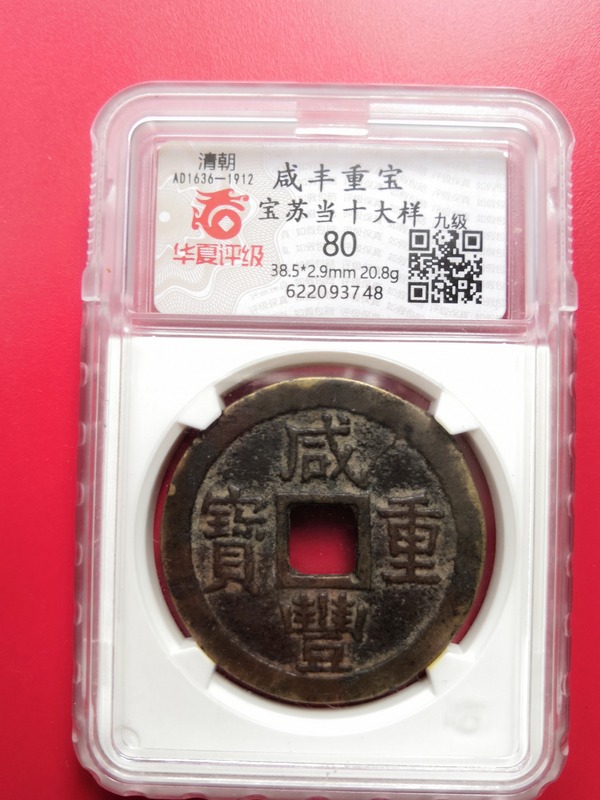 清朝
AD1636—1912
华夏评级
咸丰重宝
宝苏当十大样
九级
80
38.5*2.9mm 20.8g
622093748
咸
豐
重
寶